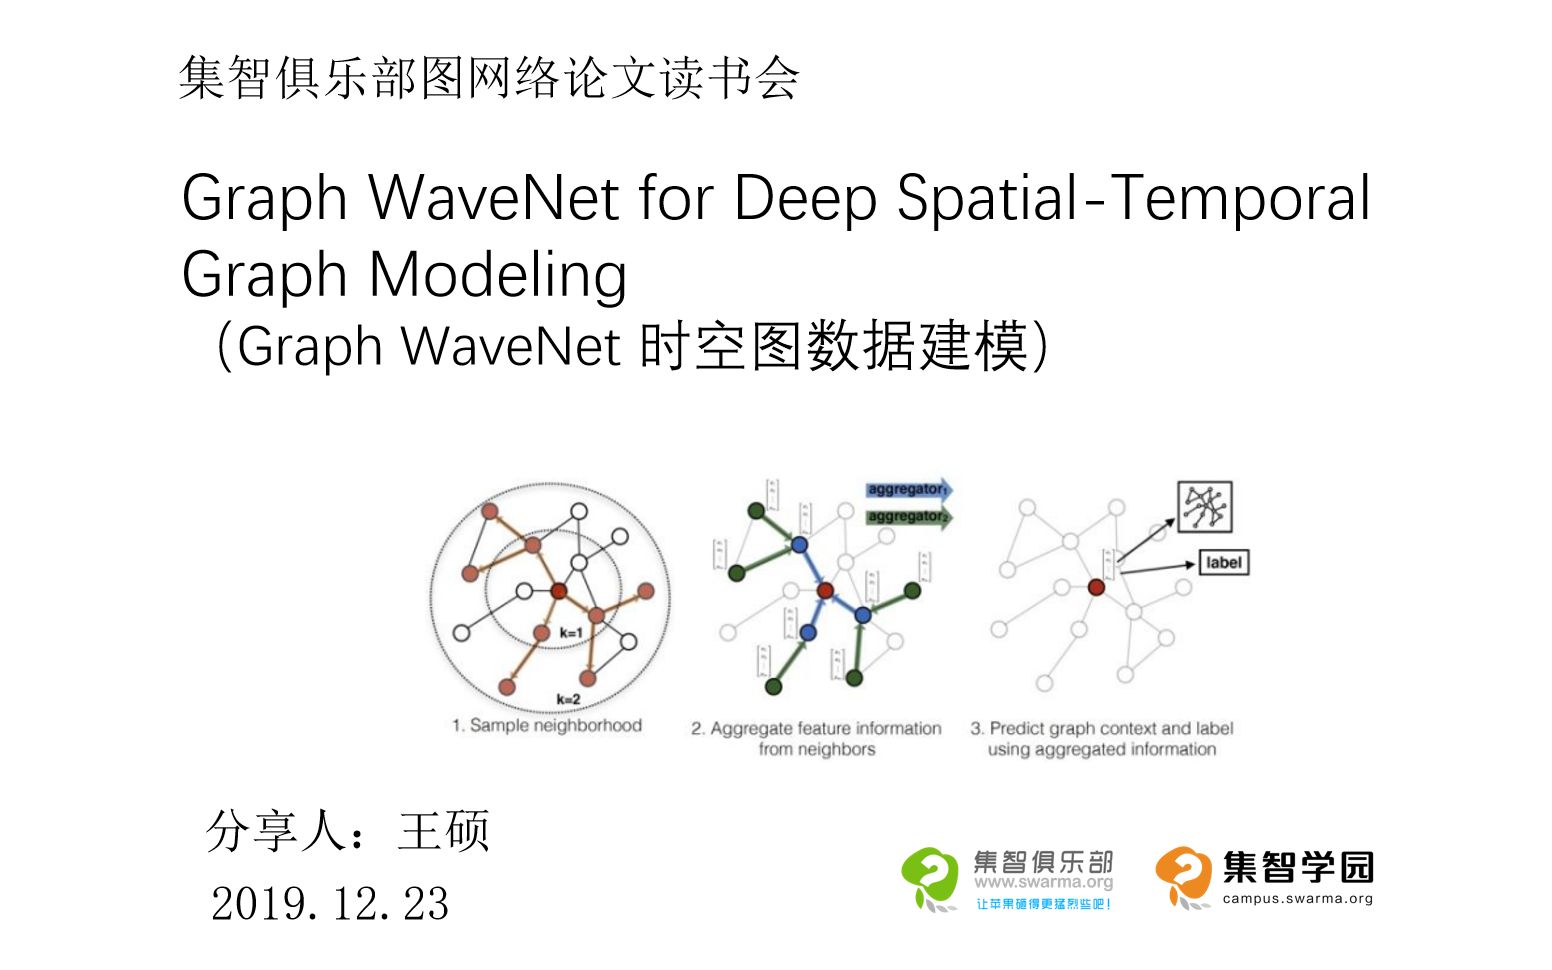 集智俱乐部图网络论文读书会
Graph WaveNet for Deep Spatial-Temporal
Graph Modeling
（Graph WaveNet 时空图数据建模）
k=1
k=2
1. Sample neighborhood
aggregator1
aggregator2
2. Aggregate feature information
from neighbors
label
3. Predict graph context and label
using aggregated information
分享人：王硕
2019.12.23
集智俱乐部
www.swarma.org
让苹果砸得更猛烈些吧！
集智学园
campus.swarma.org